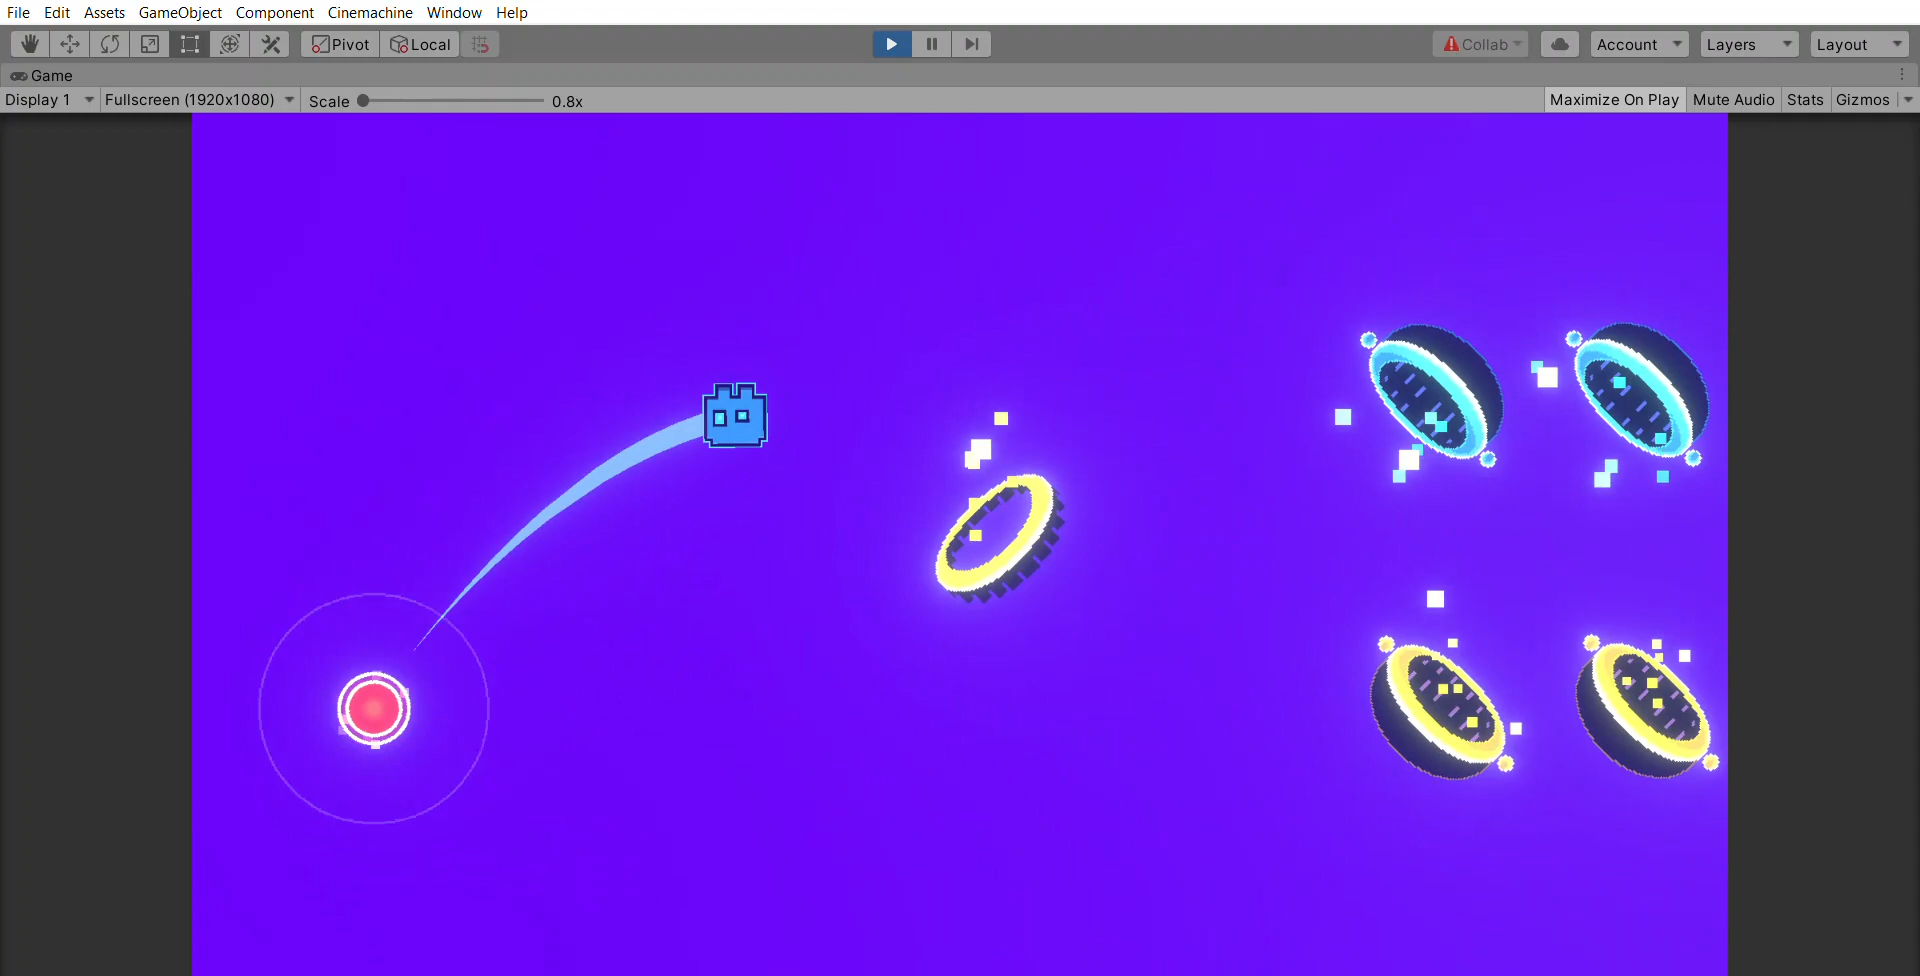 File Edit Assets GameObject Component Cinemachine Window Help
Pivot Local Collab Account Layers Layout
Game
Display 1 Fullscreen (1920x1080) Scale 0.8x Maximize On Play Mute Audio Stats Gizmos